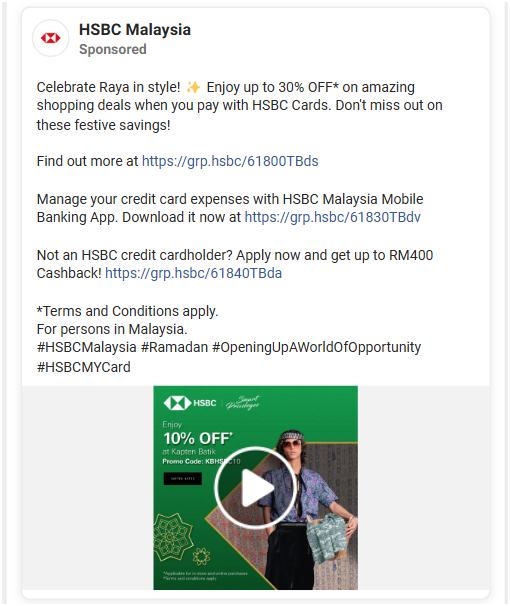 HSBC Malaysia
Sponsored
Celebrate Raya in style! ✨ Enjoy up to 30% OFF* on amazing
shopping deals when you pay with HSBC Cards. Don't miss out on
these festive savings!
Find out more at https://grp.hsbc/61800TBds
Manage your credit card expenses with HSBC Malaysia Mobile
Banking App. Download it now at https://grp.hsbc/61830TBdv
Not an HSBC credit cardholder? Apply now and get up to RM400
Cashback! https://grp.hsbc/61840TBda
*Terms and Conditions apply.
For persons in Malaysia.
#HSBCMalaysia #Ramadan #OpeningUpAWorldOfOpportunity
#HSBCMYCard
HSBC | Smart Privileges
Enjoy
10% OFF*
at Kapten Batik
Promo Code:
KAPTEN BATIK
*Applicable for in-store and online purchases.
*Terms and conditions apply.